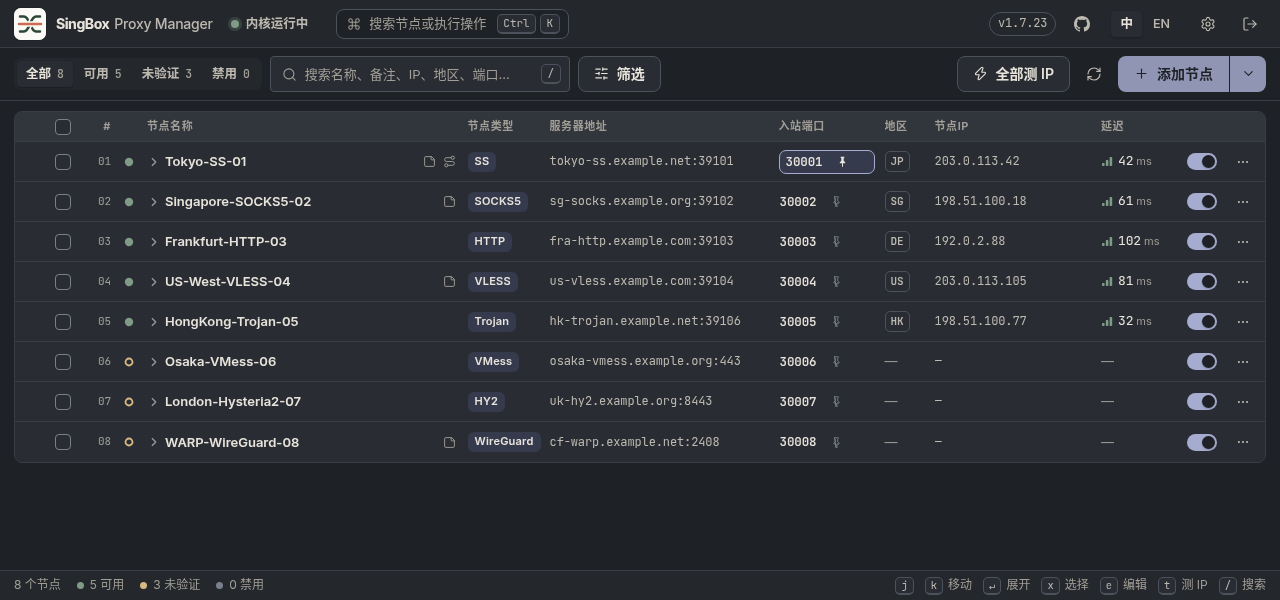 SingBox Proxy Manager 内核运行中 ⌘ 搜索节点或执行操作 Ctrl K v1.7.23 中 EN
全部 8 可用 5 未验证 3 禁用 0 搜索名称、备注、IP、地区、端口... / 筛选 全部测 IP + 添加节点
# 节点名称 节点类型 服务器地址 入站端口 地区 节点IP 延迟
01 Tokyo-SS-01 SS tokyo-ss.example.net:39101 30001 JP 203.0.113.42 42 ms
02 Singapore-SOCKS5-02 SOCKS5 sg-socks.example.org:39102 30002 SG 198.51.100.18 61 ms
03 Frankfurt-HTTP-03 HTTP fra-http.example.com:39103 30003 DE 192.0.2.88 102 ms
04 US-West-VLESS-04 VLESS us-vless.example.com:39104 30004 US 203.0.113.105 81 ms
05 HongKong-Trojan-05 Trojan hk-trojan.example.net:39106 30005 HK 198.51.100.77 32 ms
06 Osaka-VMess-06 VMess osaka-vmess.example.org:443 30006 — – —
07 London-Hysteria2-07 HY2 uk-hy2.example.org:8443 30007 — – —
08 WARP-WireGuard-08 WireGuard cf-warp.example.net:2408 30008 — – —
8 个节点 5 可用 3 未验证 0 禁用 j k 移动 ↵ 展开 x 选择 e 编辑 t 测 IP / 搜索